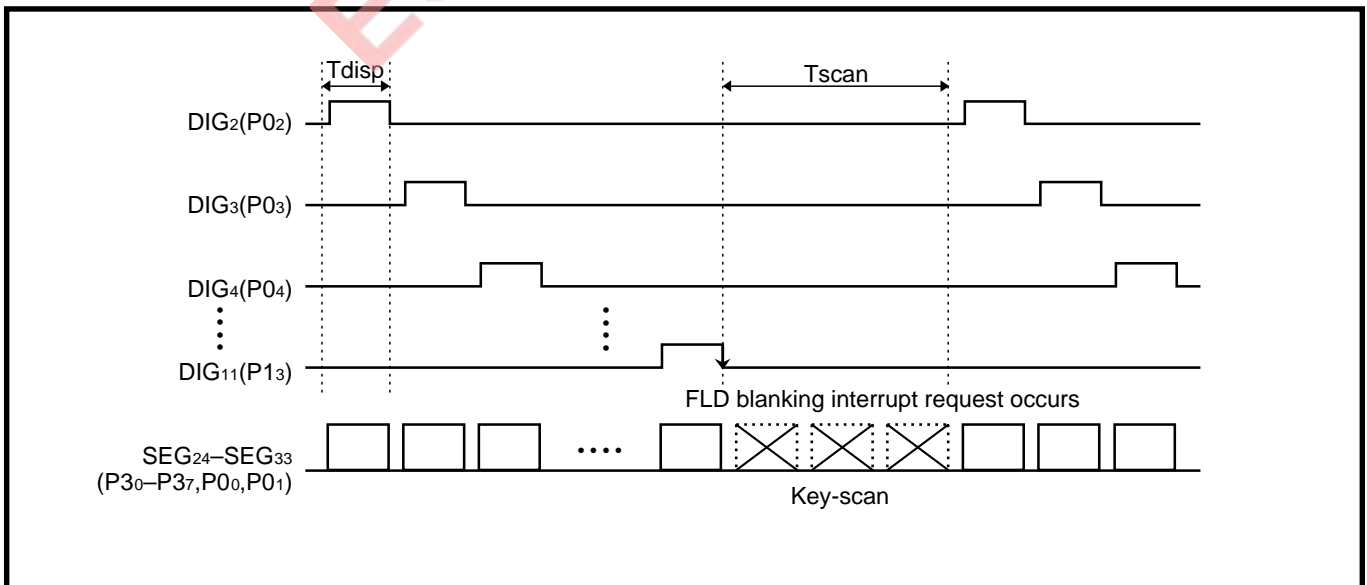 Tdisp
Tscan
DIG2(P02)
DIG3(P03)
DIG4(P04)
DIG11(P13)
FLD blanking interrupt request occurs
SEG24–SEG33
(P30–P37,P00,P01)
Key-scan